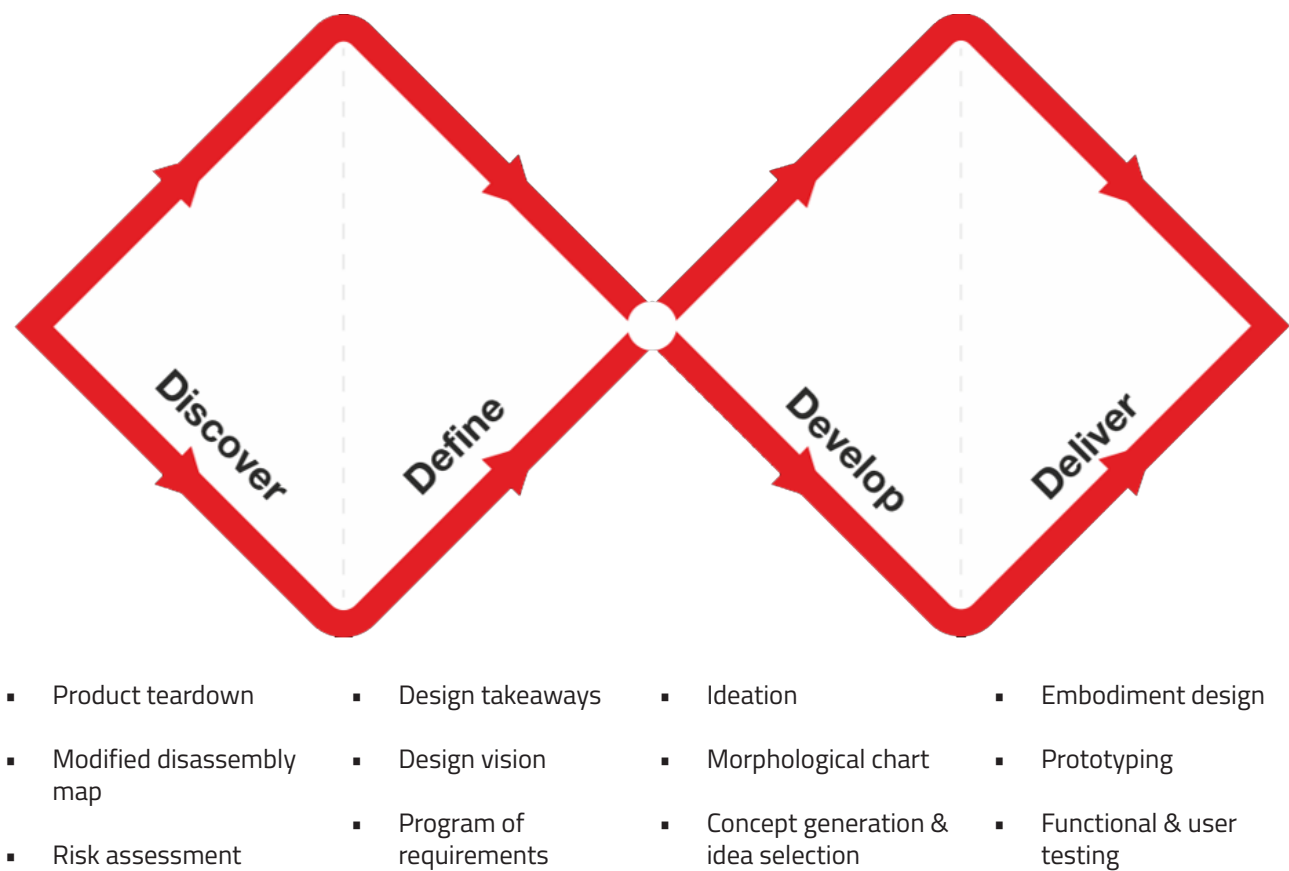 Discover
Define
Develop
Deliver
▪ Product teardown
▪ Modified disassembly
map
▪ Risk assessment
▪ Design takeaways
▪ Design vision
▪ Program of
requirements
▪ Ideation
▪ Morphological chart
▪ Concept generation &
idea selection
▪ Embodiment design
▪ Prototyping
▪ Functional & user
testing